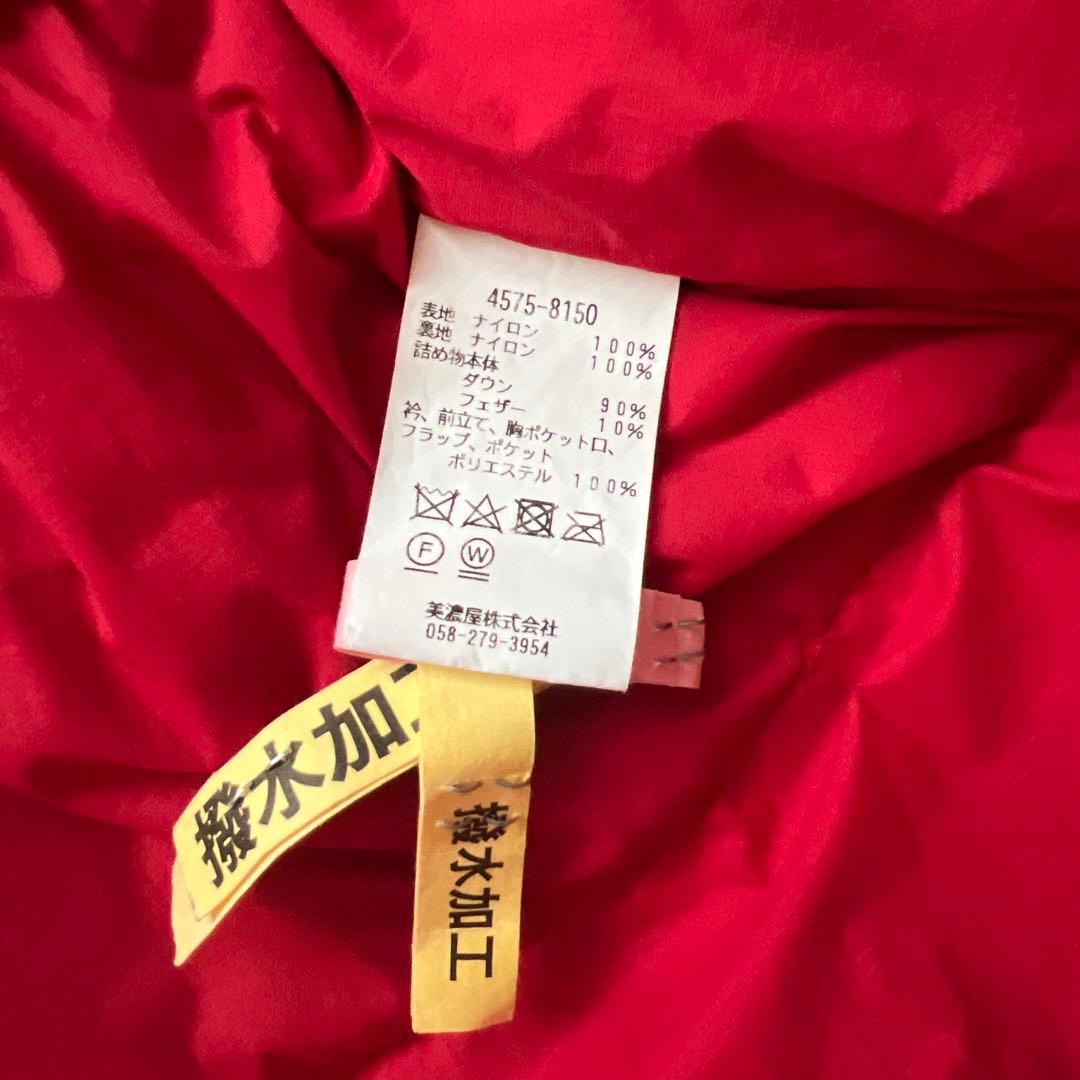 4575-8150
表地 ナイロン 100%
裏地 ナイロン 100%
詰め物本体
ダウン 90%
フェザー 10%
衿、前立て、胸ポケット口、
フラップ、ポケット
ポリエステル 100%
F W
美濃屋株式会社
058-279-3954
撥水加工
撥水加工